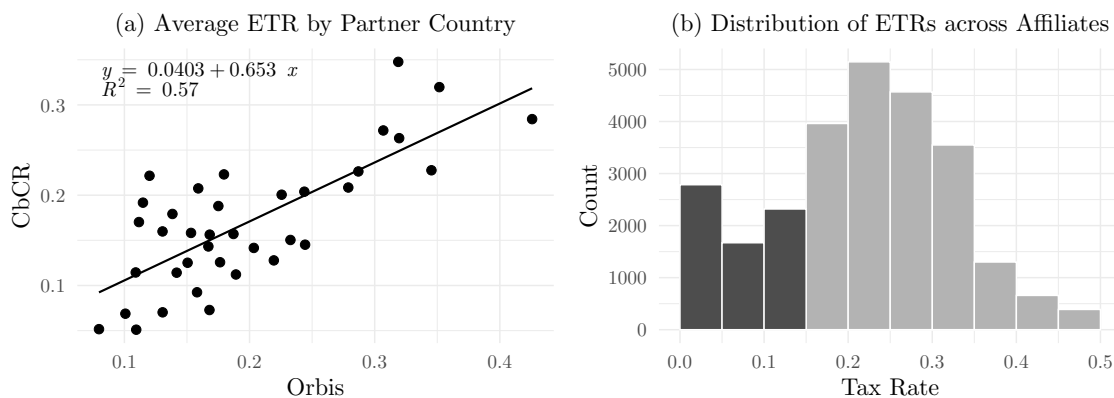 (a) Average ETR by Partner Country
y = 0.0403 + 0.653 x
R² = 0.57
0.3
0.2
0.1
CbCR
0.1 0.2 0.3 0.4
Orbis
(b) Distribution of ETRs across Affiliates
5000
4000
3000
2000
1000
0
Count
0.0 0.1 0.2 0.3 0.4 0.5
Tax Rate